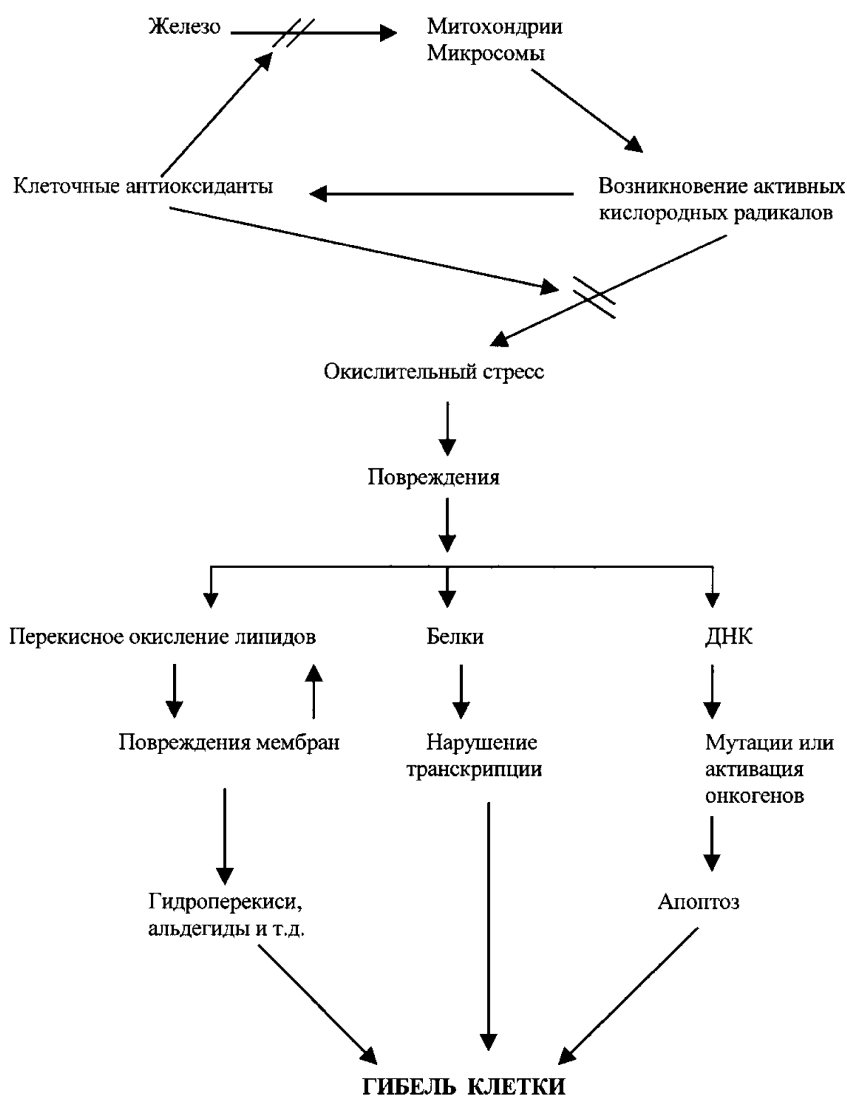 Железо
Митохондрии
Микросомы
Клеточные антиоксиданты
Возникновение активных
кислородных радикалов
Окислительный стресс
Повреждения
Перекисное окисление липидов
Белки
ДНК
Повреждения мембран
Нарушение
транскрипции
Мутации или
активация
онкогенов
Гидроперекиси,
альдегиды и т.д.
Апоптоз
ГИБЕЛЬ КЛЕТКИ